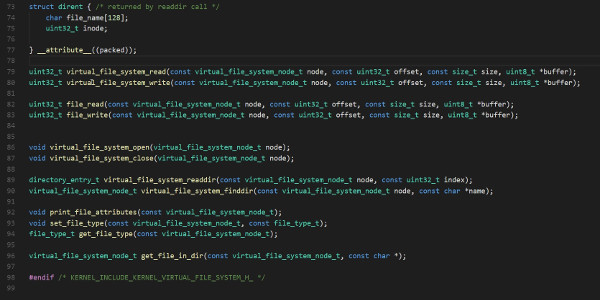 73 struct dirent { /* returned by readdir call */
74 char file_name[128];
75 uint32_t inode;
76
77 } __attribute__((packed));
78
79 uint32_t virtual_file_system_read(const virtual_file_system_node_t node, const uint32_t offset, const size_t size, uint8_t *buffer);
80 uint32_t virtual_file_system_write(const virtual_file_system_node_t node, const uint32_t offset, const size_t size, uint8_t *buffer);
81
82 uint32_t file_read(const virtual_file_system_node_t node, const uint32_t offset, const size_t size, uint8_t *buffer);
83 uint32_t file_write(const virtual_file_system_node_t node, const uint32_t offset, const size_t size, uint8_t *buffer);
84
85
86 void virtual_file_system_open(virtual_file_system_node_t node);
87 void virtual_file_system_close(virtual_file_system_node_t node);
88
89 directory_entry_t virtual_file_system_readdir(const virtual_file_system_node_t node, const uint32_t index);
90 virtual_file_system_node_t virtual_file_system_finddir(const virtual_file_system_node_t node, const char *name);
91
92 void print_file_attributes(const virtual_file_system_node_t);
93 void set_file_type(const virtual_file_system_node_t, const file_type_t);
94 file_type_t get_file_type(const virtual_file_system_node_t);
95
96 virtual_file_system_node_t get_file_in_dir(const virtual_file_system_node_t, const char *);
97
98 #endif /* KERNEL_INCLUDE_KERNEL_VIRTUAL_FILE_SYSTEM_H_ */
99